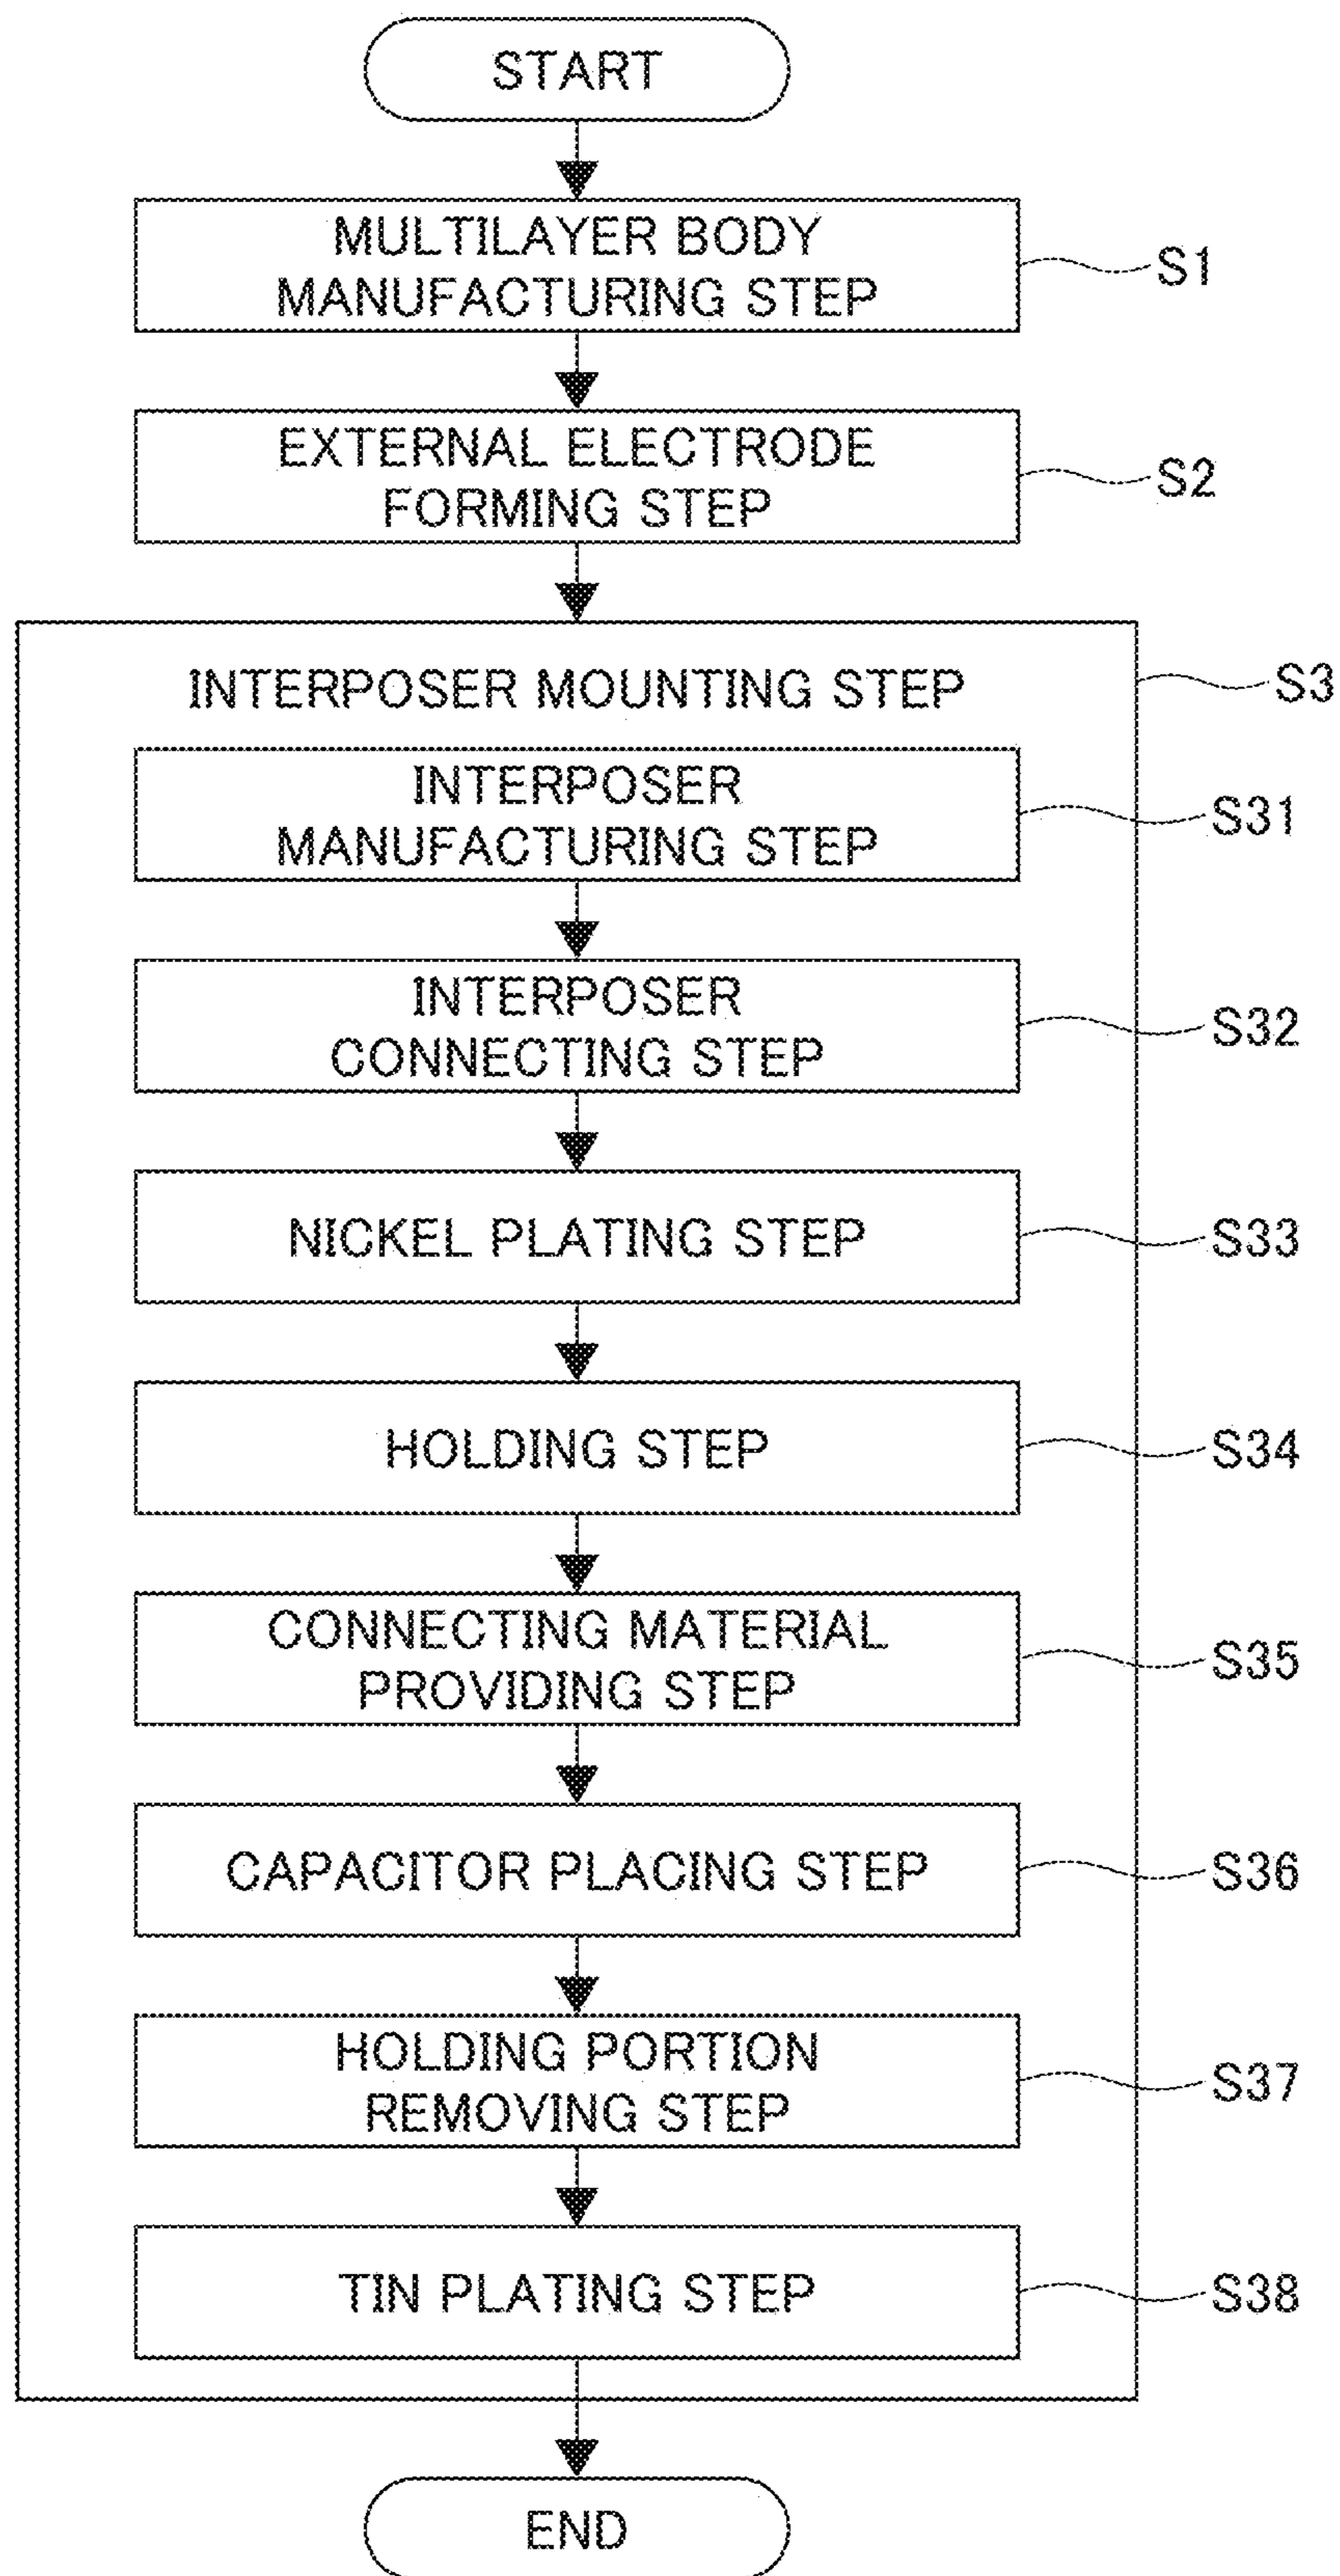 START
MULTILAYER BODY
MANUFACTURING STEP
S1
EXTERNAL ELECTRODE
FORMING STEP
S2
INTERPOSER MOUNTING STEP
S3
INTERPOSER
MANUFACTURING STEP
S31
INTERPOSER
CONNECTING STEP
S32
NICKEL PLATING STEP
S33
HOLDING STEP
S34
CONNECTING MATERIAL
PROVIDING STEP
S35
CAPACITOR PLACING STEP
S36
HOLDING PORTION
REMOVING STEP
S37
TIN PLATING STEP
S38
END